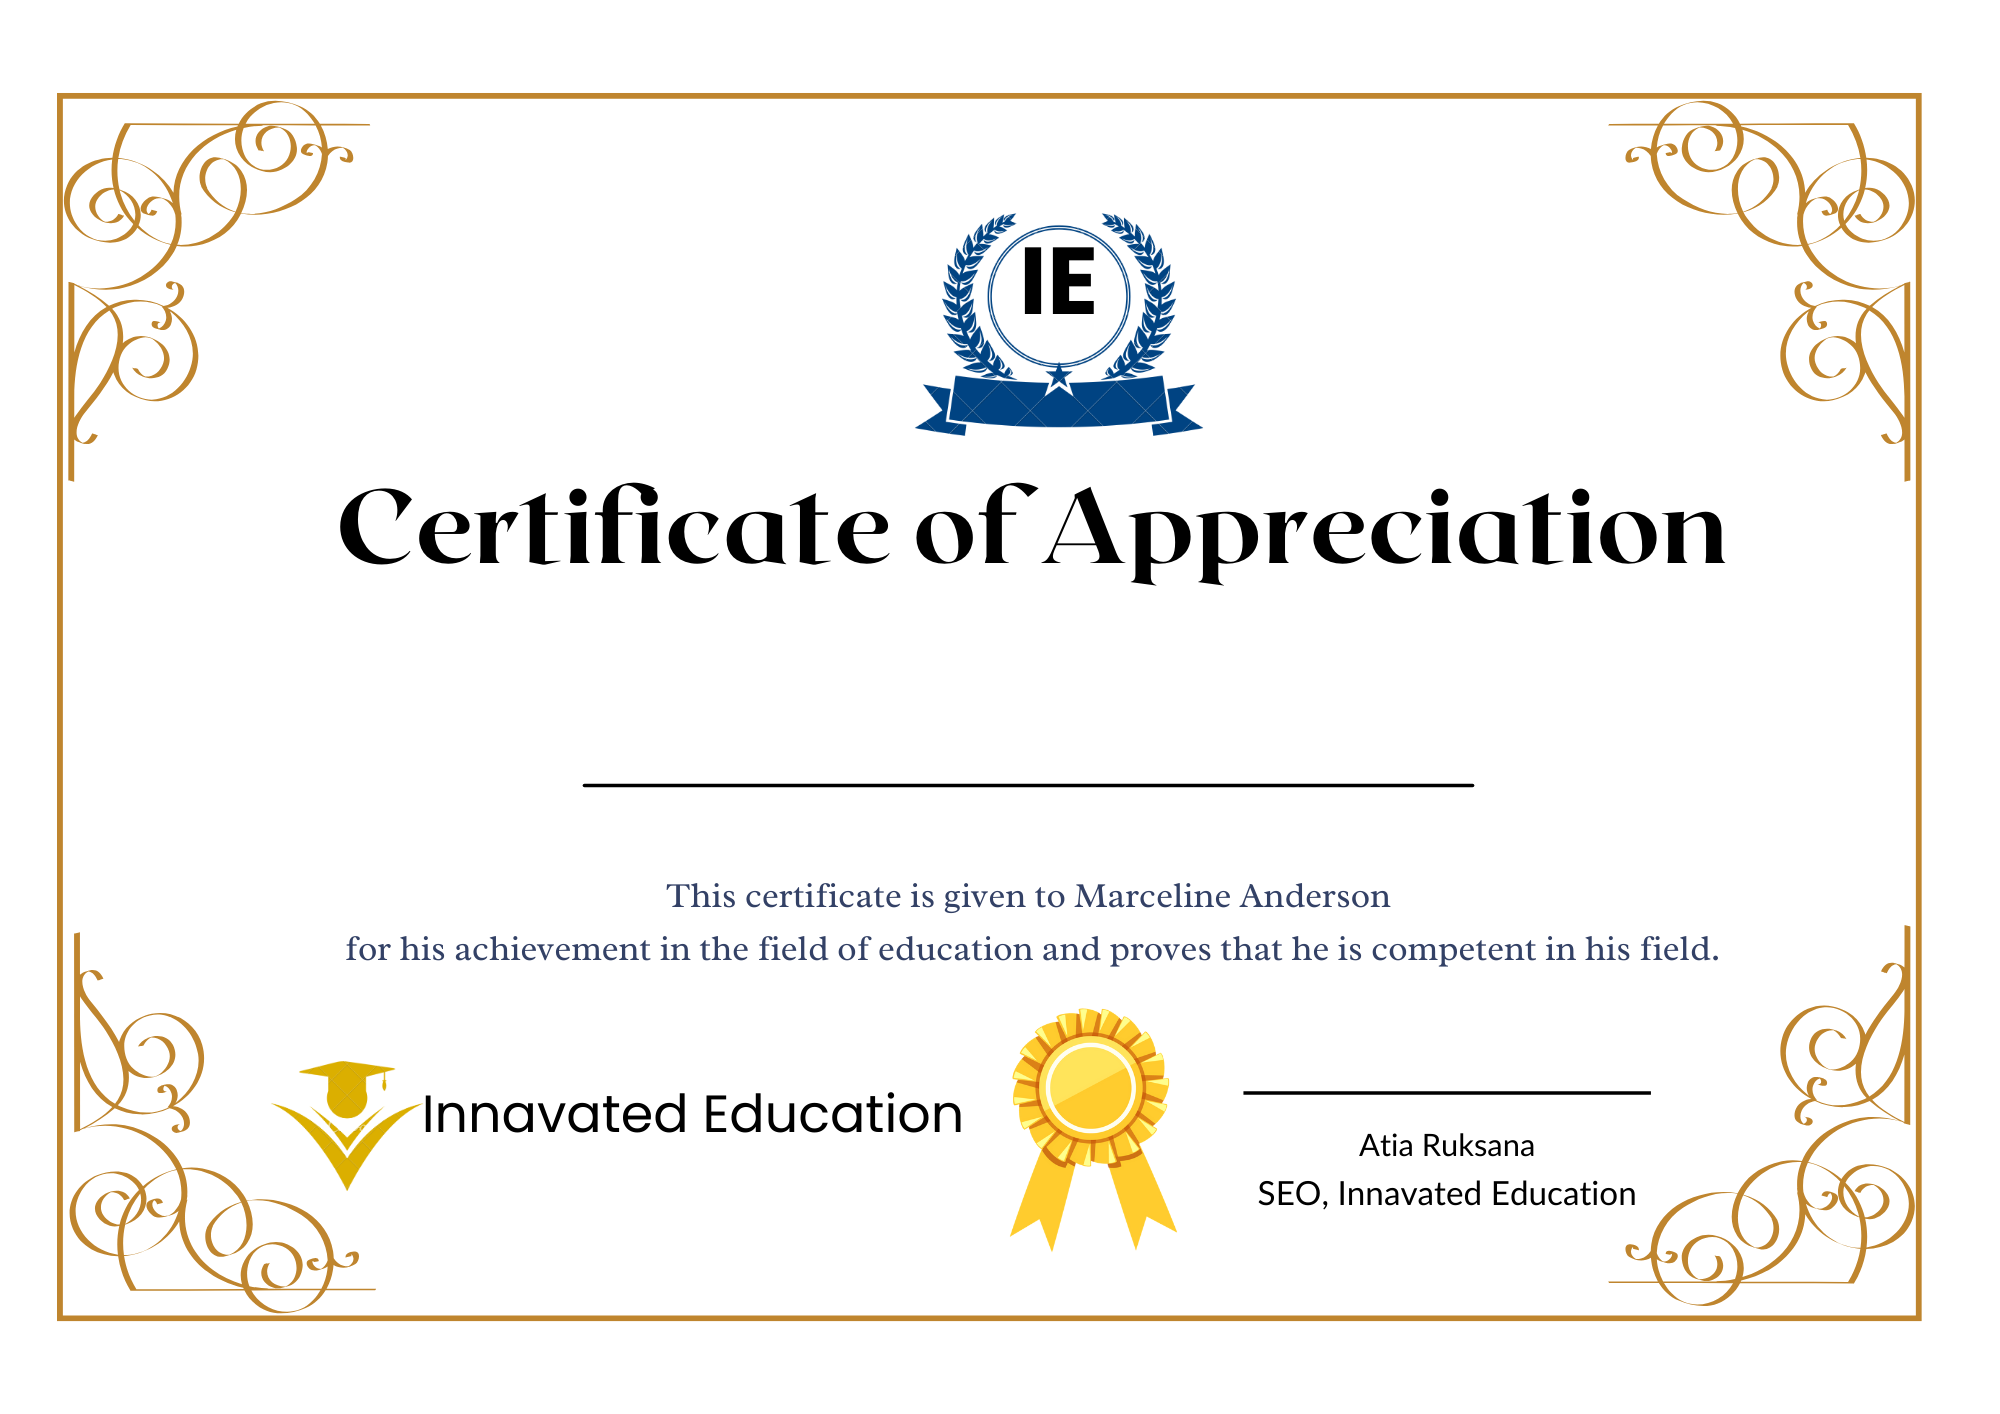 IE
Certificate of Appreciation
This certificate is given to Marceline Anderson
for his achievement in the field of education and proves that he is competent in his field.
Innavated Education
Atia Ruksana
SEO, Innavated Education